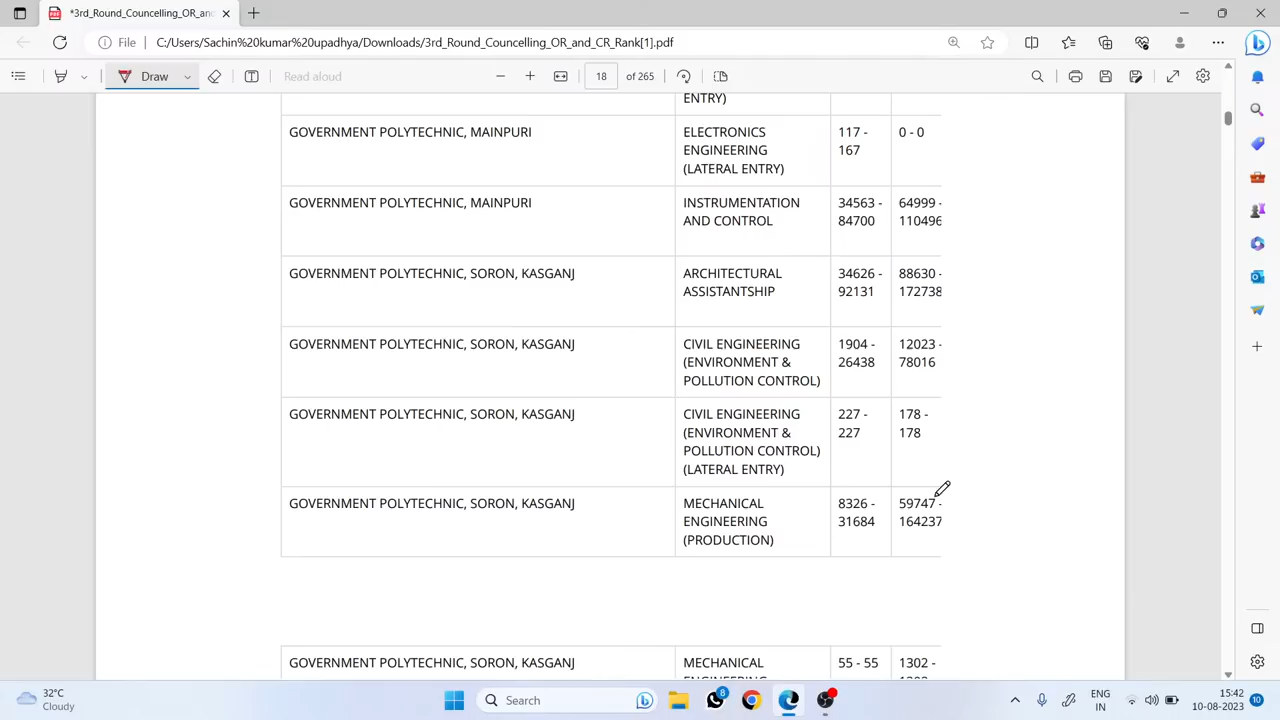 *3rd_Round_Councelling_OR_an
File
C:/Users/Sachin%20kumar%20upadhya/Downloads/3rd_Round_Councelling_OR_and_CR_Rank[1].pdf
Draw
Read aloud
18
of 265
ENTRY)
GOVERNMENT POLYTECHNIC, MAINPURI
ELECTRONICS
ENGINEERING
(LATERAL ENTRY)
117 -
167
0 - 0
GOVERNMENT POLYTECHNIC, MAINPURI
INSTRUMENTATION
AND CONTROL
34563 -
84700
64999 -
110496
GOVERNMENT POLYTECHNIC, SORON, KASGANJ
ARCHITECTURAL
ASSISTANTSHIP
34626 -
92131
88630 -
172738
GOVERNMENT POLYTECHNIC, SORON, KASGANJ
CIVIL ENGINEERING
(ENVIRONMENT &
POLLUTION CONTROL)
1904 -
26438
12023 -
78016
GOVERNMENT POLYTECHNIC, SORON, KASGANJ
CIVIL ENGINEERING
(ENVIRONMENT &
POLLUTION CONTROL)
(LATERAL ENTRY)
227 -
227
178 -
178
GOVERNMENT POLYTECHNIC, SORON, KASGANJ
MECHANICAL
ENGINEERING
(PRODUCTION)
8326 -
31684
59747 -
164237
GOVERNMENT POLYTECHNIC, SORON, KASGANJ
MECHANICAL
55 - 55
1302 -
32°C
Cloudy
Search
8
ENG
IN
15:42
10-08-2023
10